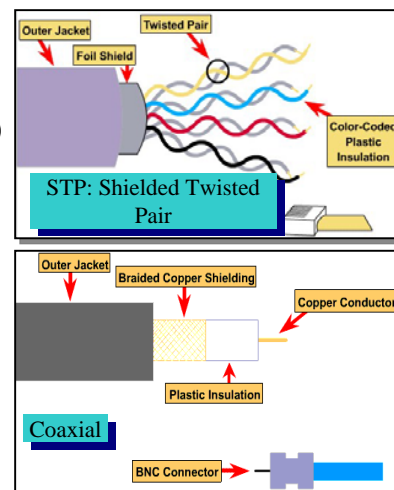 Outer Jacket
Twisted Pair
Foil Shield
Color-Coded
Plastic
Insulation
STP: Shielded Twisted
Pair
Outer Jacket
Braided Copper Shielding
Copper Conductor
Plastic Insulation
Coaxial
BNC Connector